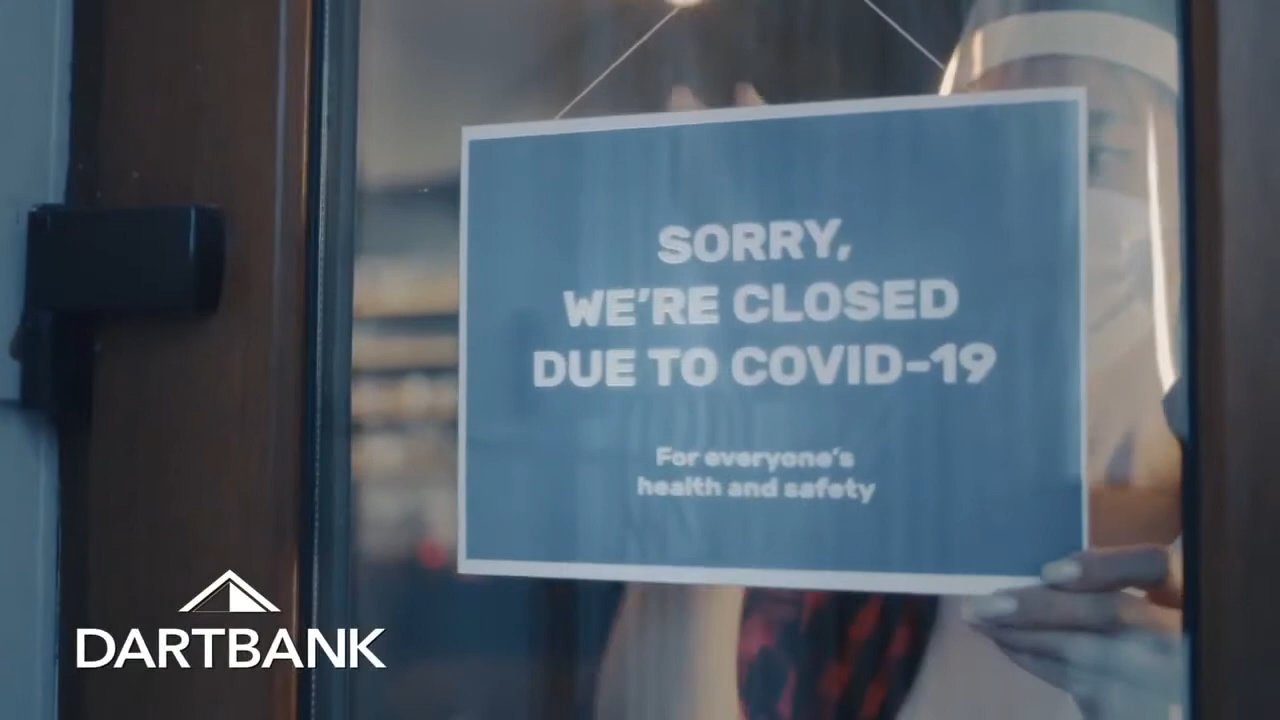 SORRY,
WE'RE CLOSED
DUE TO COVID-19
For everyone's
health and safety
DARTBANK